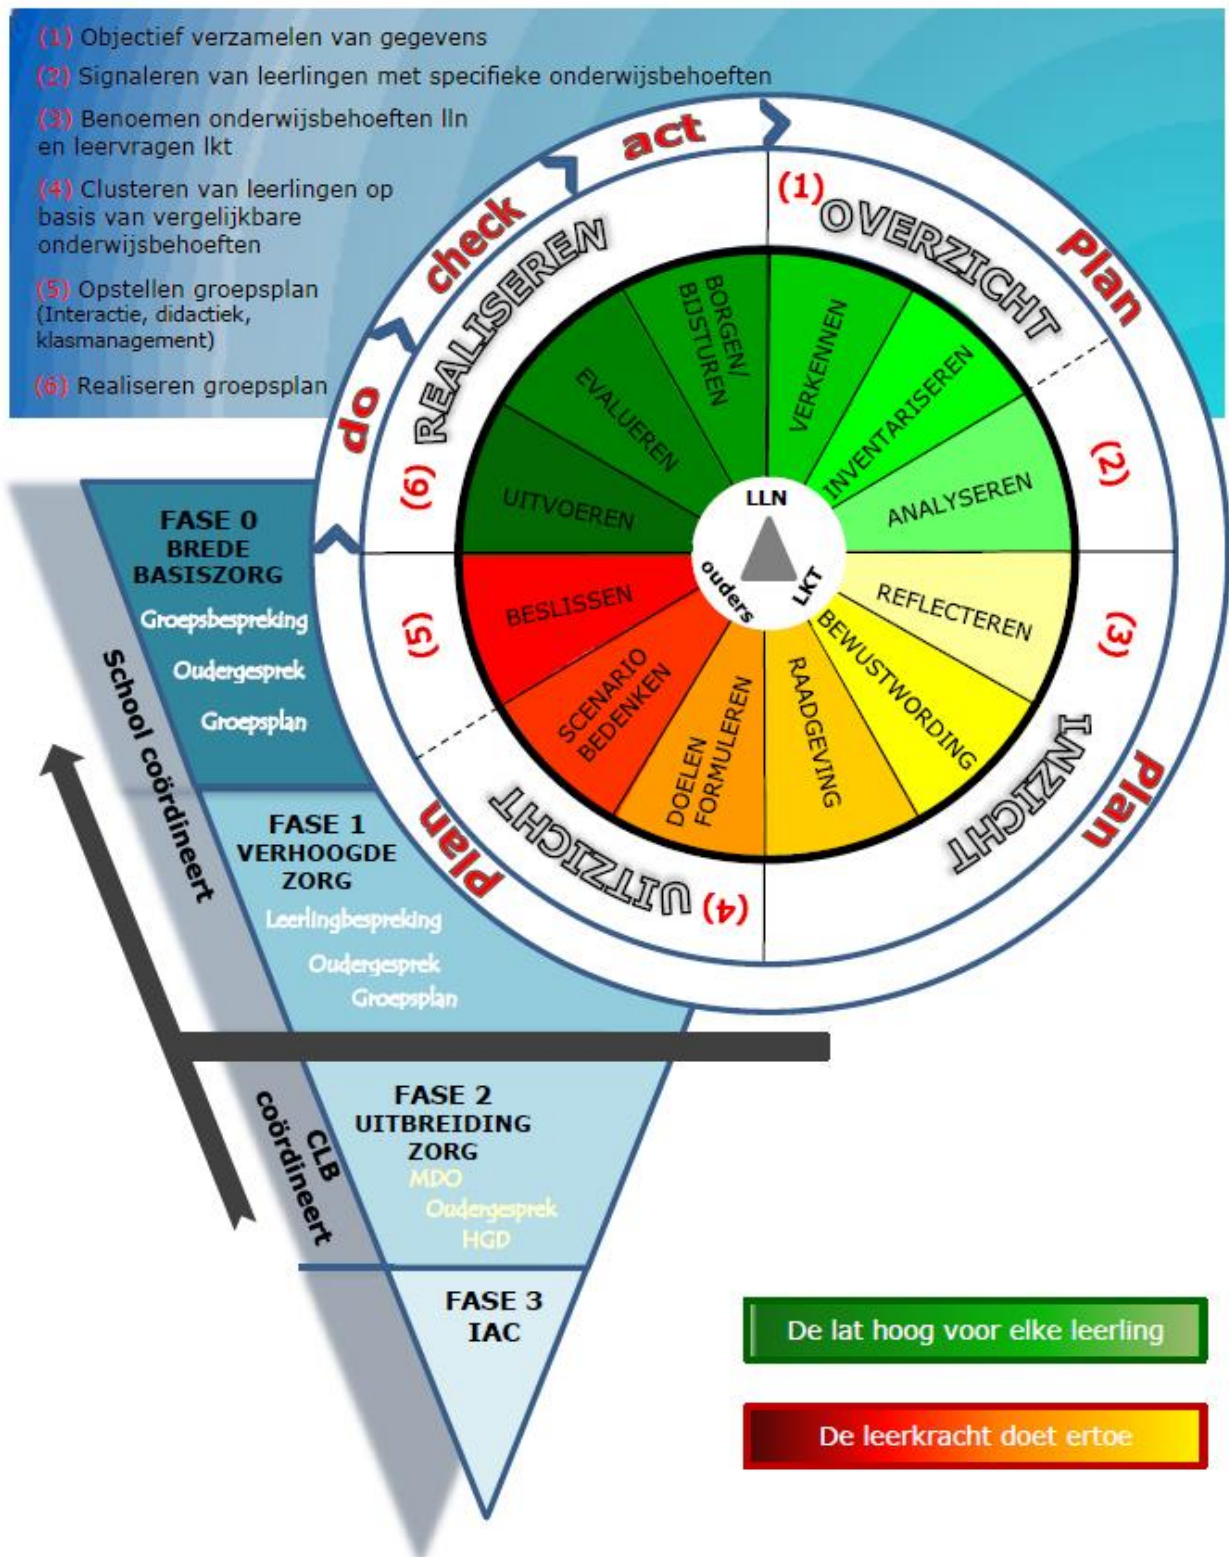 (1) Objectief verzamelen van gegevens
(2) Signaleren van leerlingen met specifieke onderwijsbehoeften
(3) Benoemen onderwijsbehoeften lln
en leervragen lkt
(4) Clusteren van leerlingen op
basis van vergelijkbare
onderwijsbehoeften
(5) Opstellen groepsplan
(Interactie, didactiek,
klasmanagement)
(6) Realiseren groepsplan
do
check
act
Plan
Plan
plan
(1)
OVERZICHT
(2)
(3)
INZICHT
(4)
UITZICHT
(5)
(6)
REALISEREN
VERKENNEN
INVENTARISEREN
ANALYSEREN
REFLECTEREN
BEWUSTWORDING
RAADGEVING
DOELEN
FORMULEREN
SCENARIO
BEDENKEN
BESLISSEN
UITVOEREN
EVALUEREN
BORGEN/
BIJSTUREN
LLN
LKT
ouders
FASE 0
BREDE
BASISZORG
Groepsbespreking
Oudergesprek
Groepsplan
School coördineert
FASE 1
VERHOOGDE
ZORG
Leerlingbespreking
Oudergesprek
Groepsplan
FASE 2
UITBREIDING
ZORG
MDO
Oudergesprek
HGD
CLB
coördineert
FASE 3
IAC
De lat hoog voor elke leerling
De leerkracht doet ertoe